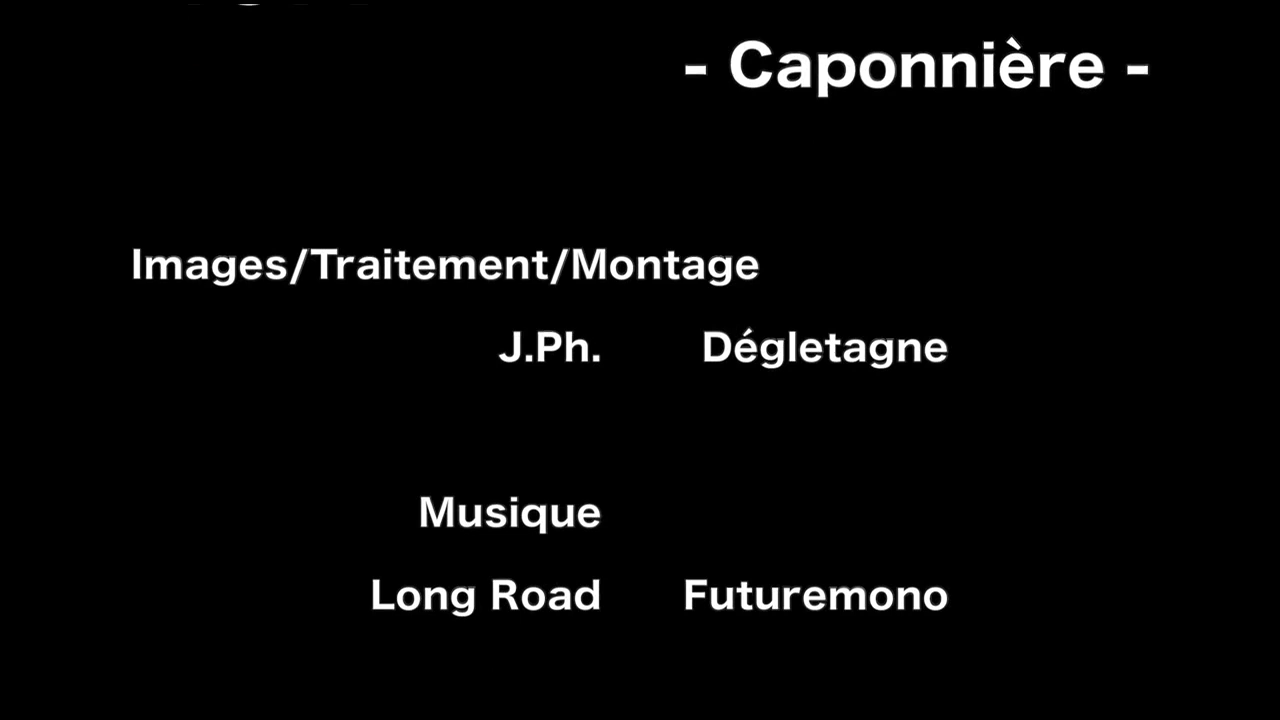 - Caponnière -
Images/Traitement/Montage
J.Ph. Dégletagne
Musique
Long Road Futuremono